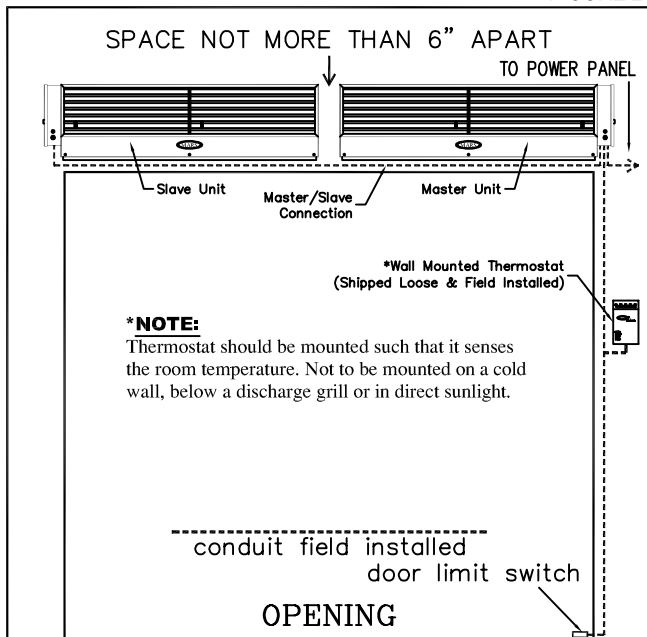 SPACE NOT MORE THAN 6" APART
TO POWER PANEL
MARS
MARS
Slave Unit
Master/Slave
Connection
Master Unit
*Wall Mounted Thermostat
(Shipped Loose & Field Installed)
*NOTE:
Thermostat should be mounted such that it senses
the room temperature. Not to be mounted on a cold
wall, below a discharge grill or in direct sunlight.
conduit field installed
door limit switch
OPENING